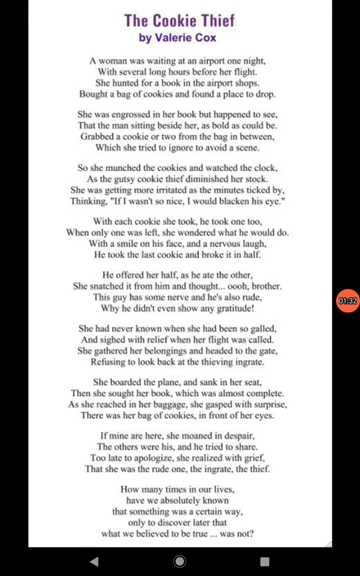 The Cookie Thief
by Valerie Cox
A woman was waiting at an airport one night,
With several long hours before her flight.
She hunted for a book in the airport shops.
Bought a bag of cookies and found a place to drop.
She was engrossed in her book but happened to see,
That the man sitting beside her, as bold as could be.
Grabbed a cookie or two from the bag in between,
Which she tried to ignore to avoid a scene.
So she munched the cookies and watched the clock,
As the gutsy cookie thief diminished her stock.
She was getting more irritated as the minutes ticked by,
Thinking, "If I wasn't so nice, I would blacken his eye."
With each cookie she took, he took one too,
When only one was left, she wondered what he would do.
With a smile on his face, and a nervous laugh,
He took the last cookie and broke it in half.
He offered her half, as he ate the other,
She snatched it from him and thought... oooh, brother.
This guy has some nerve and he's also rude,
Why he didn't even show any gratitude!
She had never known when she had been so galled,
And sighed with relief when her flight was called.
She gathered her belongings and headed to the gate,
Refusing to look back at the thieving ingrate.
She boarded the plane, and sank in her seat,
Then she sought her book, which was almost complete.
As she reached in her baggage, she gasped with surprise,
There was her bag of cookies, in front of her eyes.
If mine are here, she moaned in despair,
The others were his, and he tried to share.
Too late to apologize, she realized with grief,
That she was the rude one, the ingrate, the thief.
How many times in our lives,
have we absolutely known
that something was a certain way,
only to discover later that
what we believed to be true ... was not?
01:32